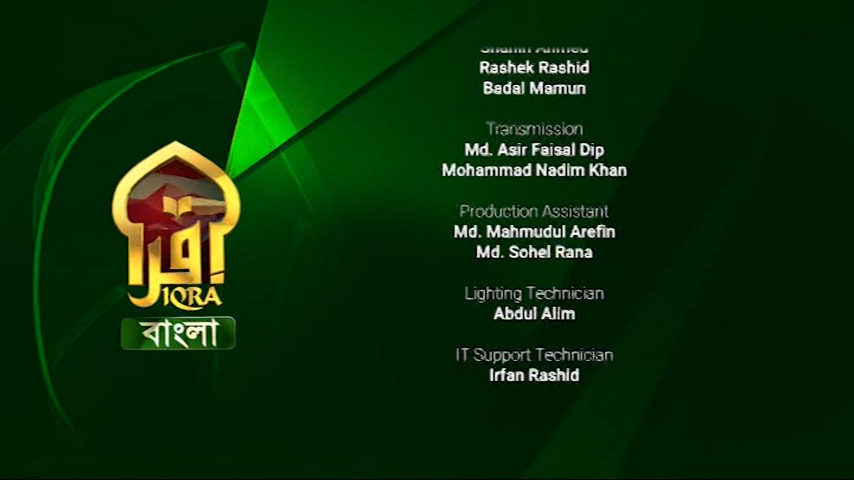 اقرأ
IQRA
বাংলা
Rashek Rashid
Badal Mamun
Transmission
Md. Asir Faisal Dip
Mohammad Nadim Khan
Production Assistant
Md. Mahmudul Arefin
Md. Sohel Rana
Lighting Technician
Abdul Alim
IT Support Technician
Irfan Rashid